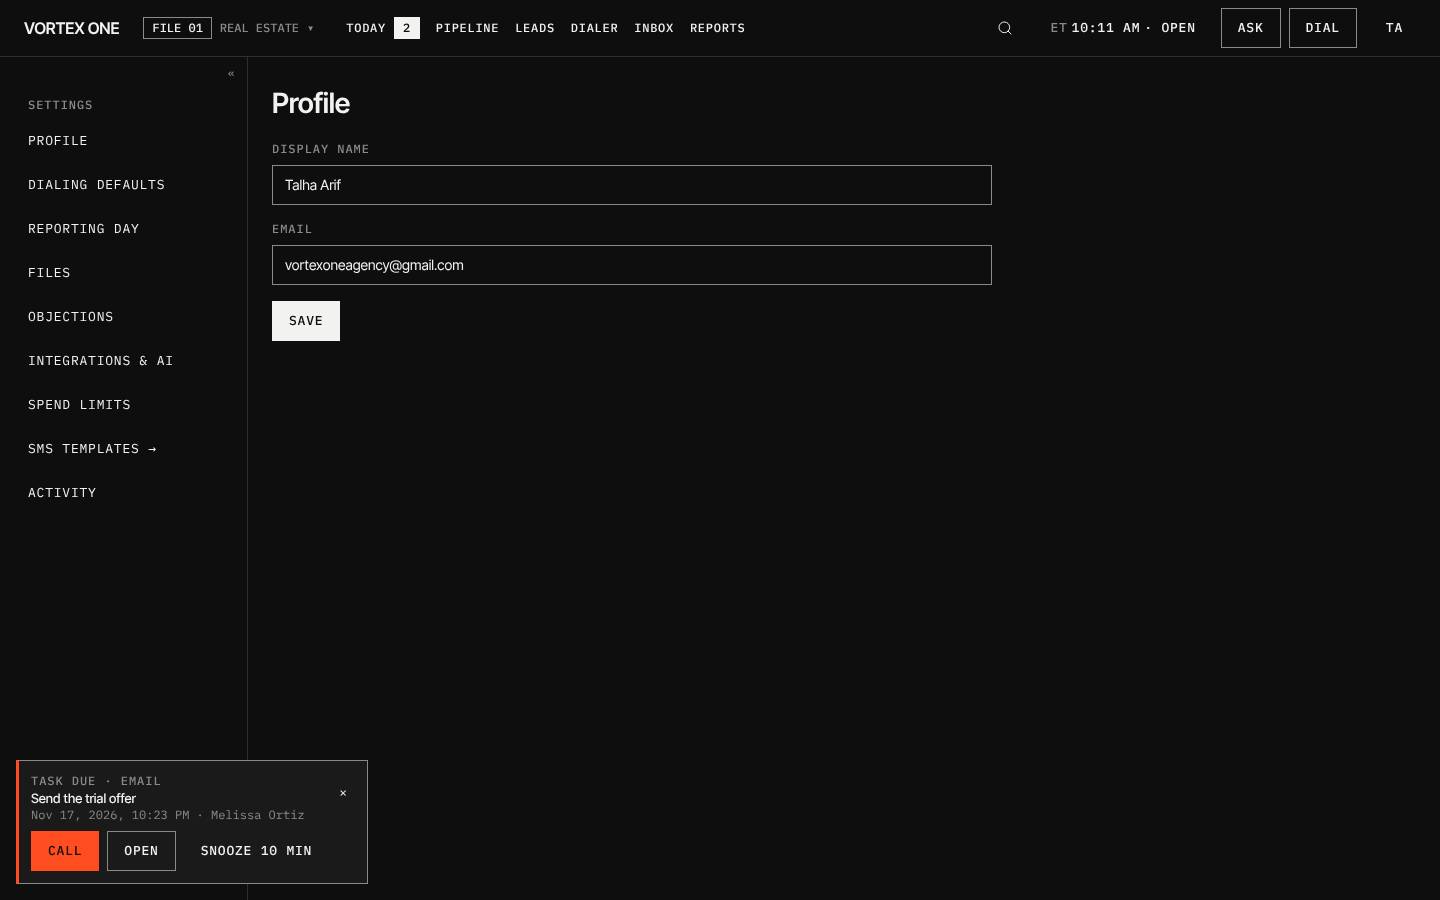 VORTEX ONE FILE 01 REAL ESTATE ▾ TODAY 2 PIPELINE LEADS DIALER INBOX REPORTS ET 10:11 AM · OPEN ASK DIAL TA
«
SETTINGS
PROFILE
DIALING DEFAULTS
REPORTING DAY
FILES
OBJECTIONS
INTEGRATIONS & AI
SPEND LIMITS
SMS TEMPLATES →
ACTIVITY
Profile
DISPLAY NAME
Talha Arif
EMAIL
vortexoneagency@gmail.com
SAVE
TASK DUE · EMAIL
×
Send the trial offer
Nov 17, 2026, 10:23 PM · Melissa Ortiz
CALL OPEN SNOOZE 10 MIN